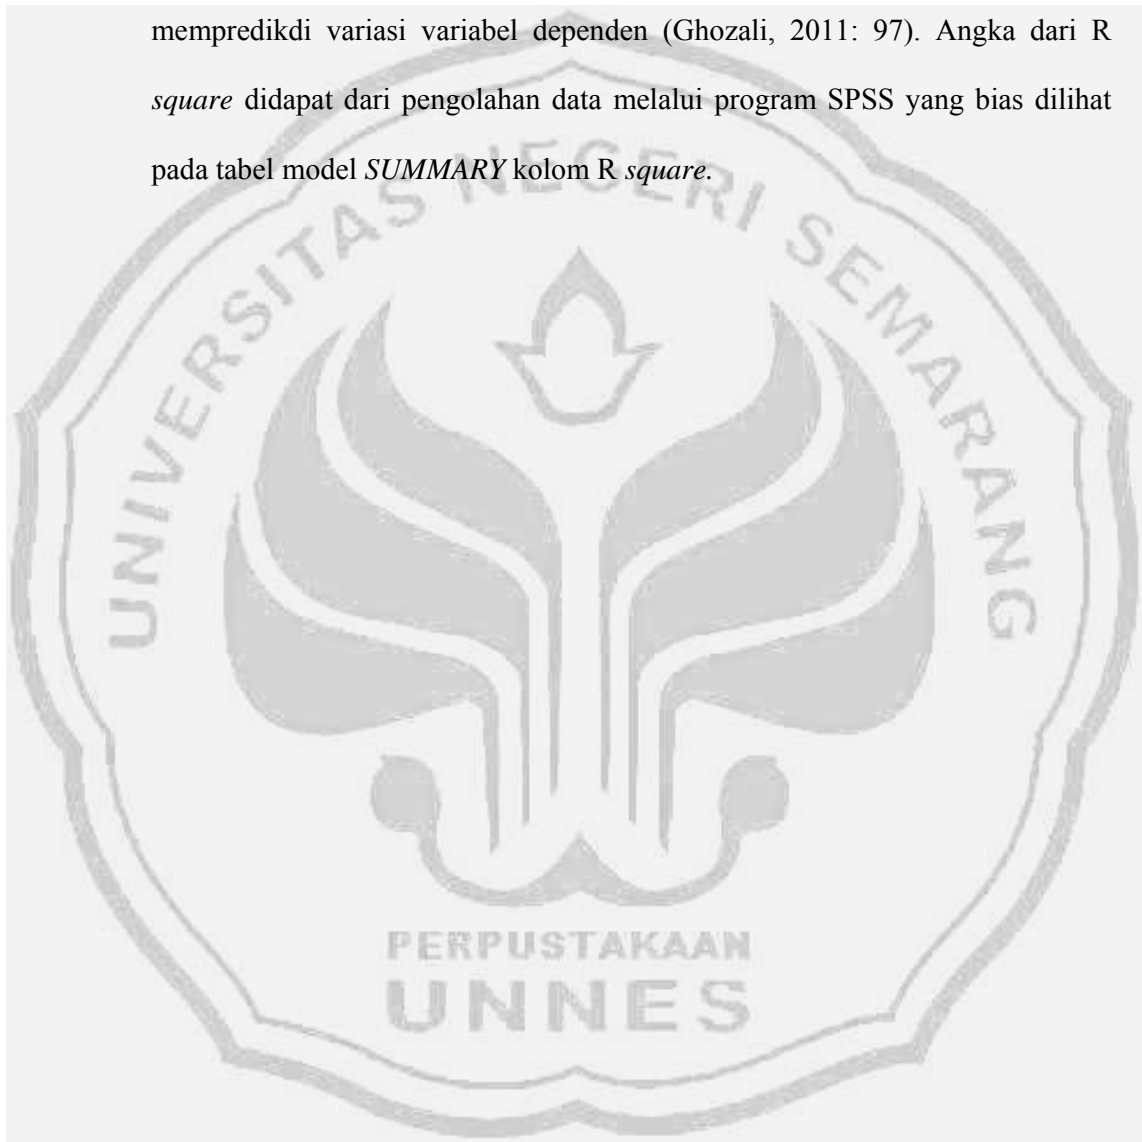 mempredikdi variasi variabel dependen (Ghozali, 2011: 97). Angka dari R
square didapat dari pengolahan data melalui program SPSS yang bias dilihat
pada tabel model SUMMARY kolom R square.
UNIVERSITAS NEGERI SEMARANG
PERPUSTAKAAN
UNNES